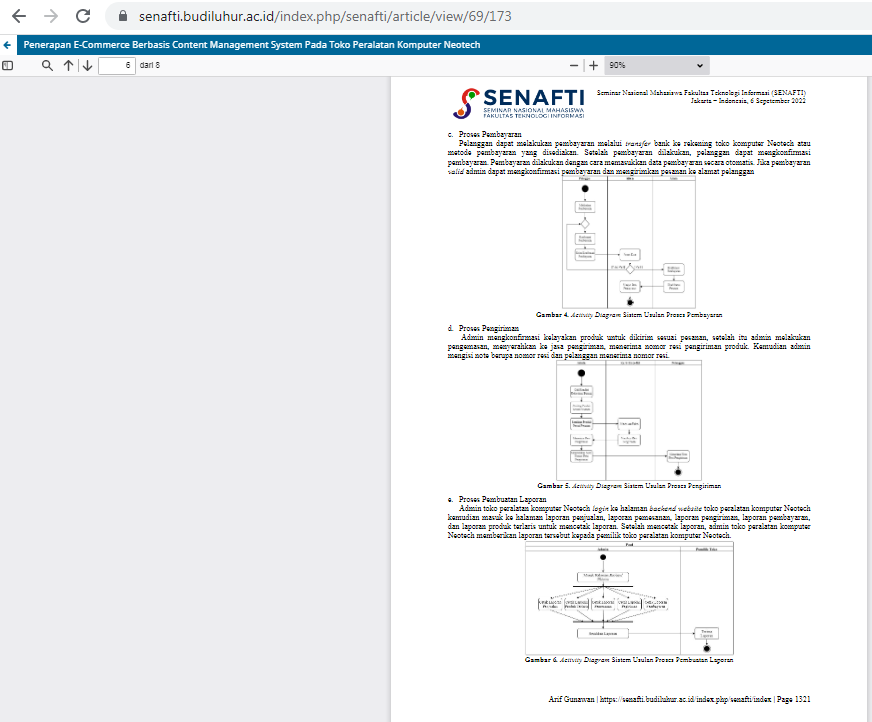 senafti.budiluhur.ac.id/index.php/senafti/article/view/69/173
Penerapan E-Commerce Berbasis Content Management System Pada Toko Peralatan Komputer Neotech
6 dari 8
90%
SENAFTI
SEMINAR NASIONAL MAHASISWA
FAKULTAS TEKNOLOGI INFORMASI
Seminar Nasional Mahasiswa Fakultas Teknologi Informasi (SENAFTI)
Jakarta – Indonesia, 6 September 2022
c. Proses Pembayaran
Pelanggan dapat melakukan pembayaran melalui transfer bank ke rekening toko komputer Neotech atau
metode pembayaran yang disediakan. Setelah pembayaran dilakukan, pelanggan dapat mengkonfirmasi
pembayaran. Pembayaran dilakukan dengan cara memasukkan data pembayaran secara otomatis. Jika pembayaran
valid admin dapat mengkonfirmasi pembayaran dan mengirimkan pesanan ke alamat pelanggan
Gambar 4. Activity Diagram Sistem Usulan Proses Pembayaran
d. Proses Pengiriman
Admin mengkonfirmasi kelayakan produk untuk dikirim sesuai pesanan, setelah itu admin melakukan
pengemasan, menyerahkan ke jasa pengiriman, menerima nomor resi pengiriman produk. Kemudian admin
mengisi note berupa nomor resi dan pelanggan menerima nomor resi.
Gambar 5. Activity Diagram Sistem Usulan Proses Pengiriman
e. Proses Pembuatan Laporan
Admin toko peralatan komputer Neotech login ke halaman backend website toko peralatan komputer Neotech
kemudian masuk ke halaman laporan penjualan, laporan pemesanan, laporan pengiriman, laporan pembayaran,
dan laporan produk terlaris untuk mencetak laporan. Setelah mencetak laporan, admin toko peralatan komputer
Neotech memberikan laporan tersebut kepada pemilik toko peralatan komputer Neotech.
Gambar 6. Activity Diagram Sistem Usulan Proses Pembuatan Laporan
Arif Gunawan | https://senafti.budiluhur.ac.id/index.php/senafti/index | Page 1321